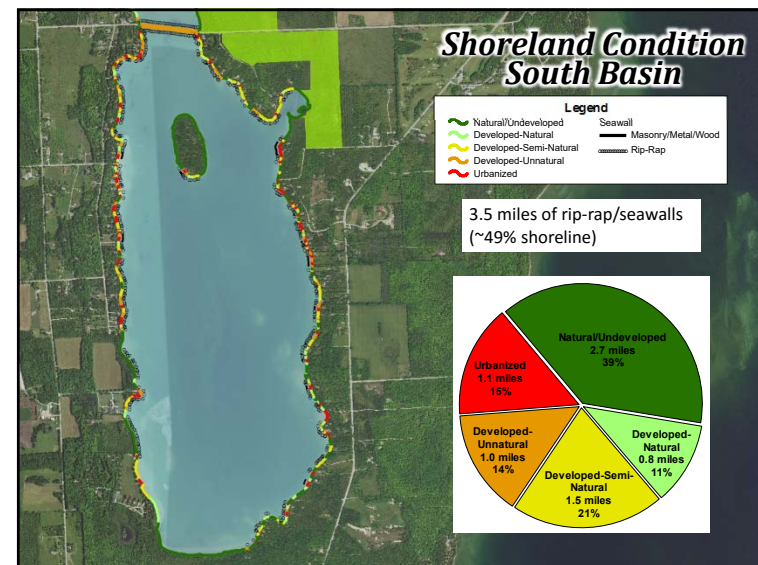 Shoreland Condition
South Basin
Legend
Natural/Undeveloped
Developed-Natural
Developed-Semi-Natural
Developed-Unnatural
Urbanized
Seawall
Masonry/Metal/Wood
Rip-Rap
3.5 miles of rip-rap/seawalls
(~49% shoreline)
Natural/Undeveloped
2.7 miles
39%
Urbanized
1.1 miles
15%
Developed-
Natural
0.8 miles
11%
Developed-
Unnatural
1.0 miles
14%
Developed-Semi-
Natural
1.5 miles
21%